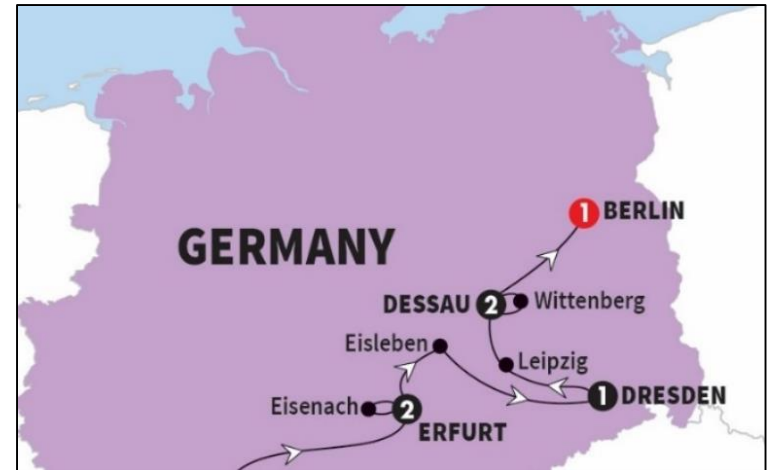 1 BERLIN
GERMANY
DESSAU 2 Wittenberg
Eisleben
Leipzig
1 DRESDEN
Eisenach 2
ERFURT